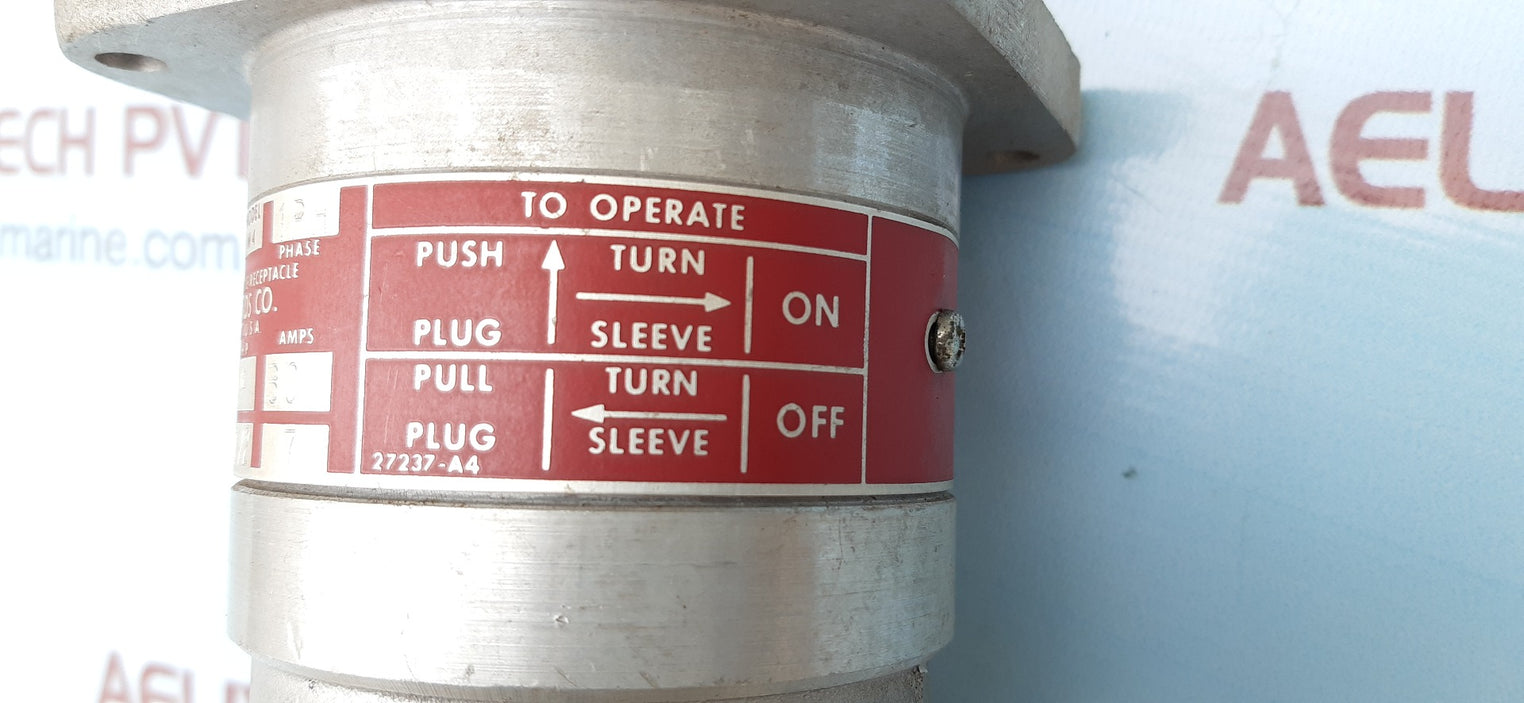 TO OPERATE
PUSH
PLUG
TURN
SLEEVE
ON
PULL
PLUG
TURN
SLEEVE
OFF
27237-A4
PHASE
RECEPTACLE
CO.
AMPS
7
ECH PV
marine.com
AEL
AEL